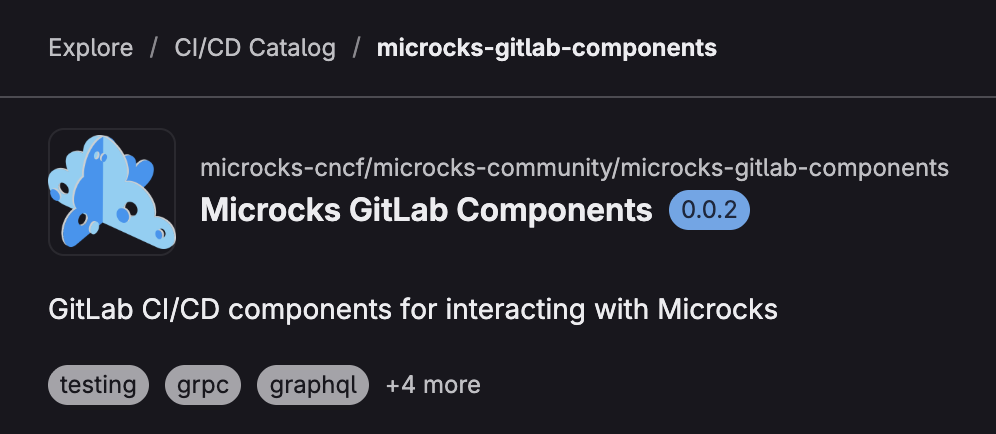 Explore / CI/CD Catalog / microcks-gitlab-components
microcks-cncf/microcks-community/microcks-gitlab-components
Microcks GitLab Components 0.0.2
GitLab CI/CD components for interacting with Microcks
testing grpc graphql +4 more